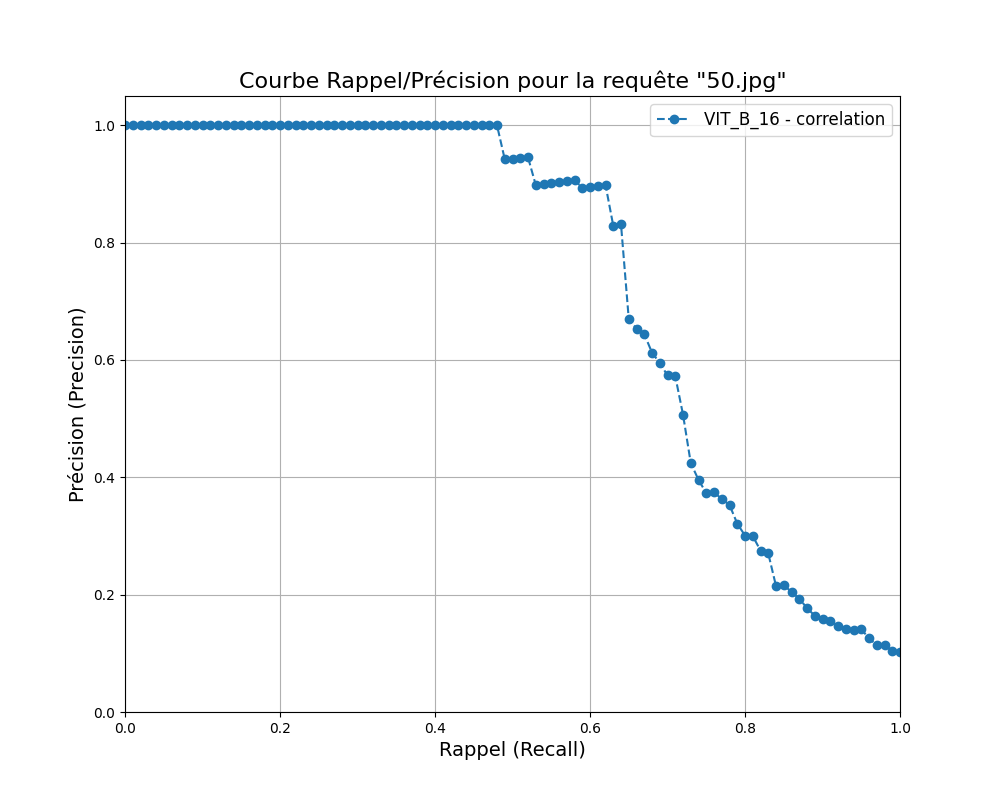 Courbe Rappel/Précision pour la requête "50.jpg"
VIT_B_16 - correlation
Précision (Precision)
1.0
0.8
0.6
0.4
0.2
0.0
0.0 0.2 0.4 0.6 0.8 1.0
Rappel (Recall)